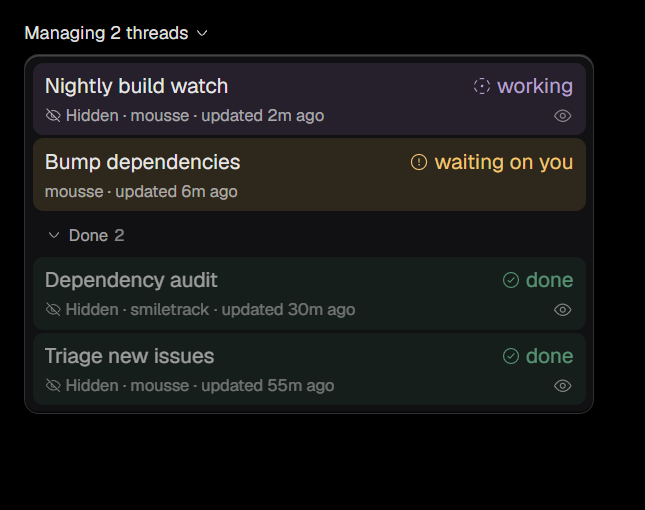 Managing 2 threads
Nightly build watch
working
Hidden · mousse · updated 2m ago
Bump dependencies
waiting on you
mousse · updated 6m ago
Done 2
Dependency audit
done
Hidden · smiletrack · updated 30m ago
Triage new issues
done
Hidden · mousse · updated 55m ago